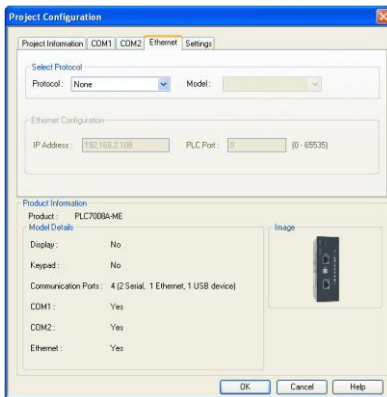 Project Configuration
Project Information COM1 COM2 Ethernet Settings
Select Protocol
Protocol : None Model :
Ethernet Configuration
IP Address : 192.168.2.108 PLC Port : 0 (0 - 65535)
Product Information
Product : PLC7008A-ME
Model Details Image
Display : No
Keypad : No
Communication Ports : 4 (2 Serial, 1 Ethernet, 1 USB device)
COM1 : Yes
COM2 : Yes
Ethernet : Yes
OK Cancel Help